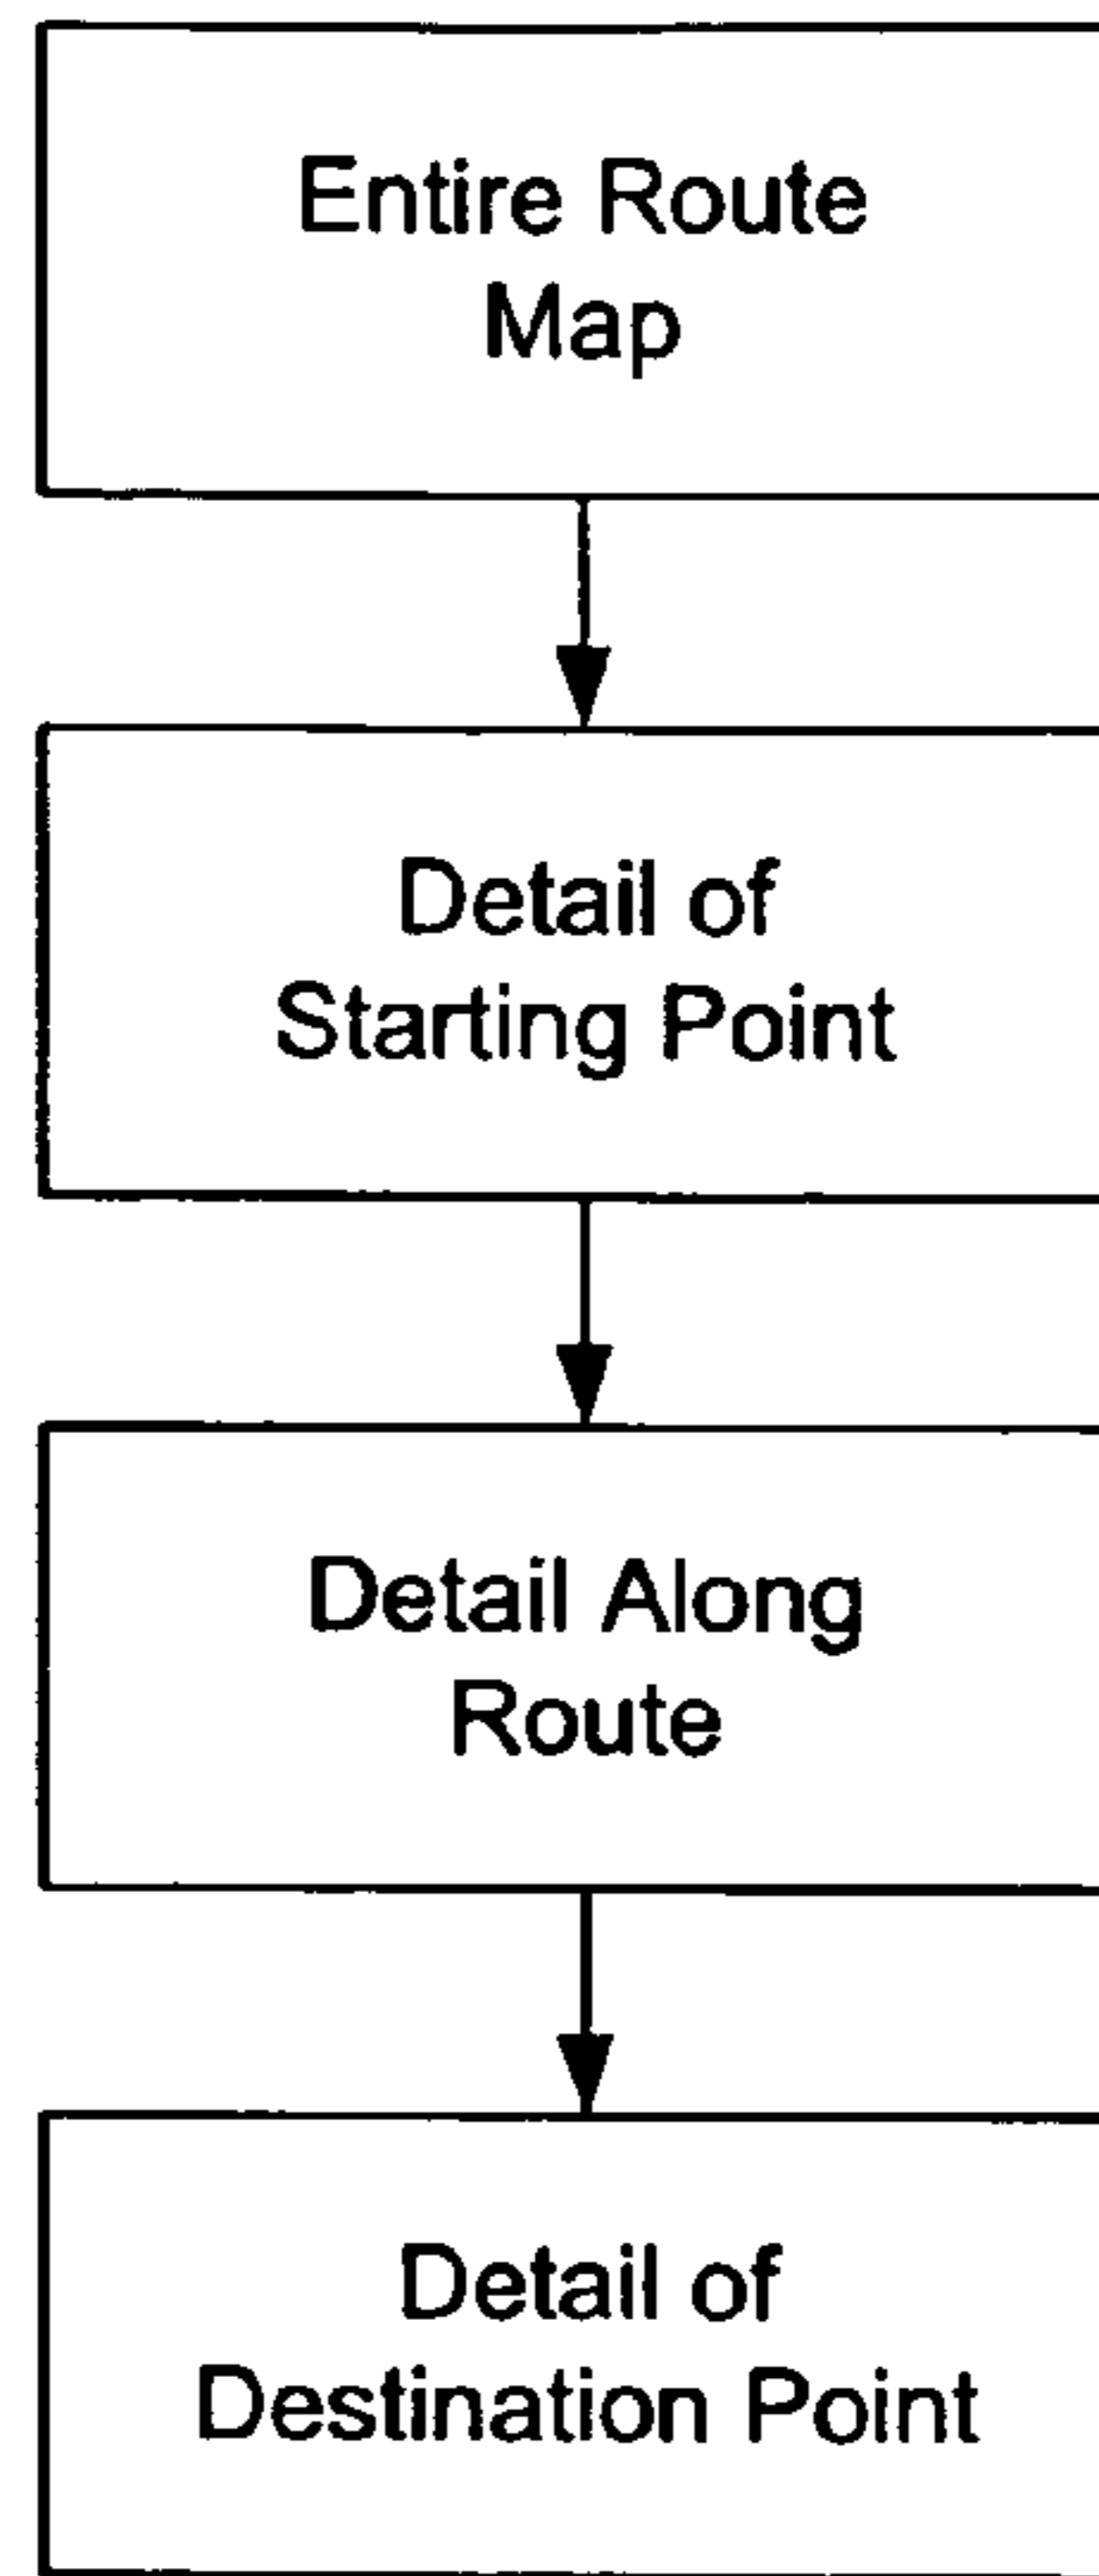 Entire Route
Map
Detail of
Starting Point
Detail Along
Route
Detail of
Destination Point